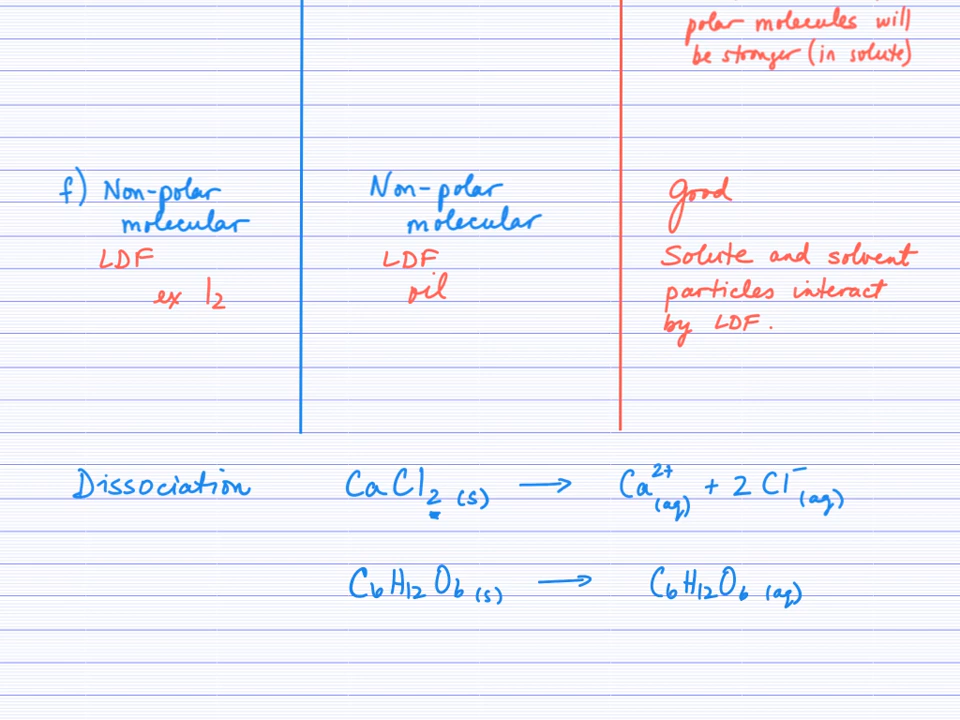 polar molecules will
be stronger (in solute)
f) Non-polar
molecular
LDF
ex I2
Non-polar
molecular
LDF
oil
Good
Solute and solvent
particles interact
by LDF.
Dissociation CaCl₂ (s) → Ca²⁺(aq) + 2 Cl⁻(aq)
C₆H₁₂O₆ (s) → C₆H₁₂O₆ (aq)